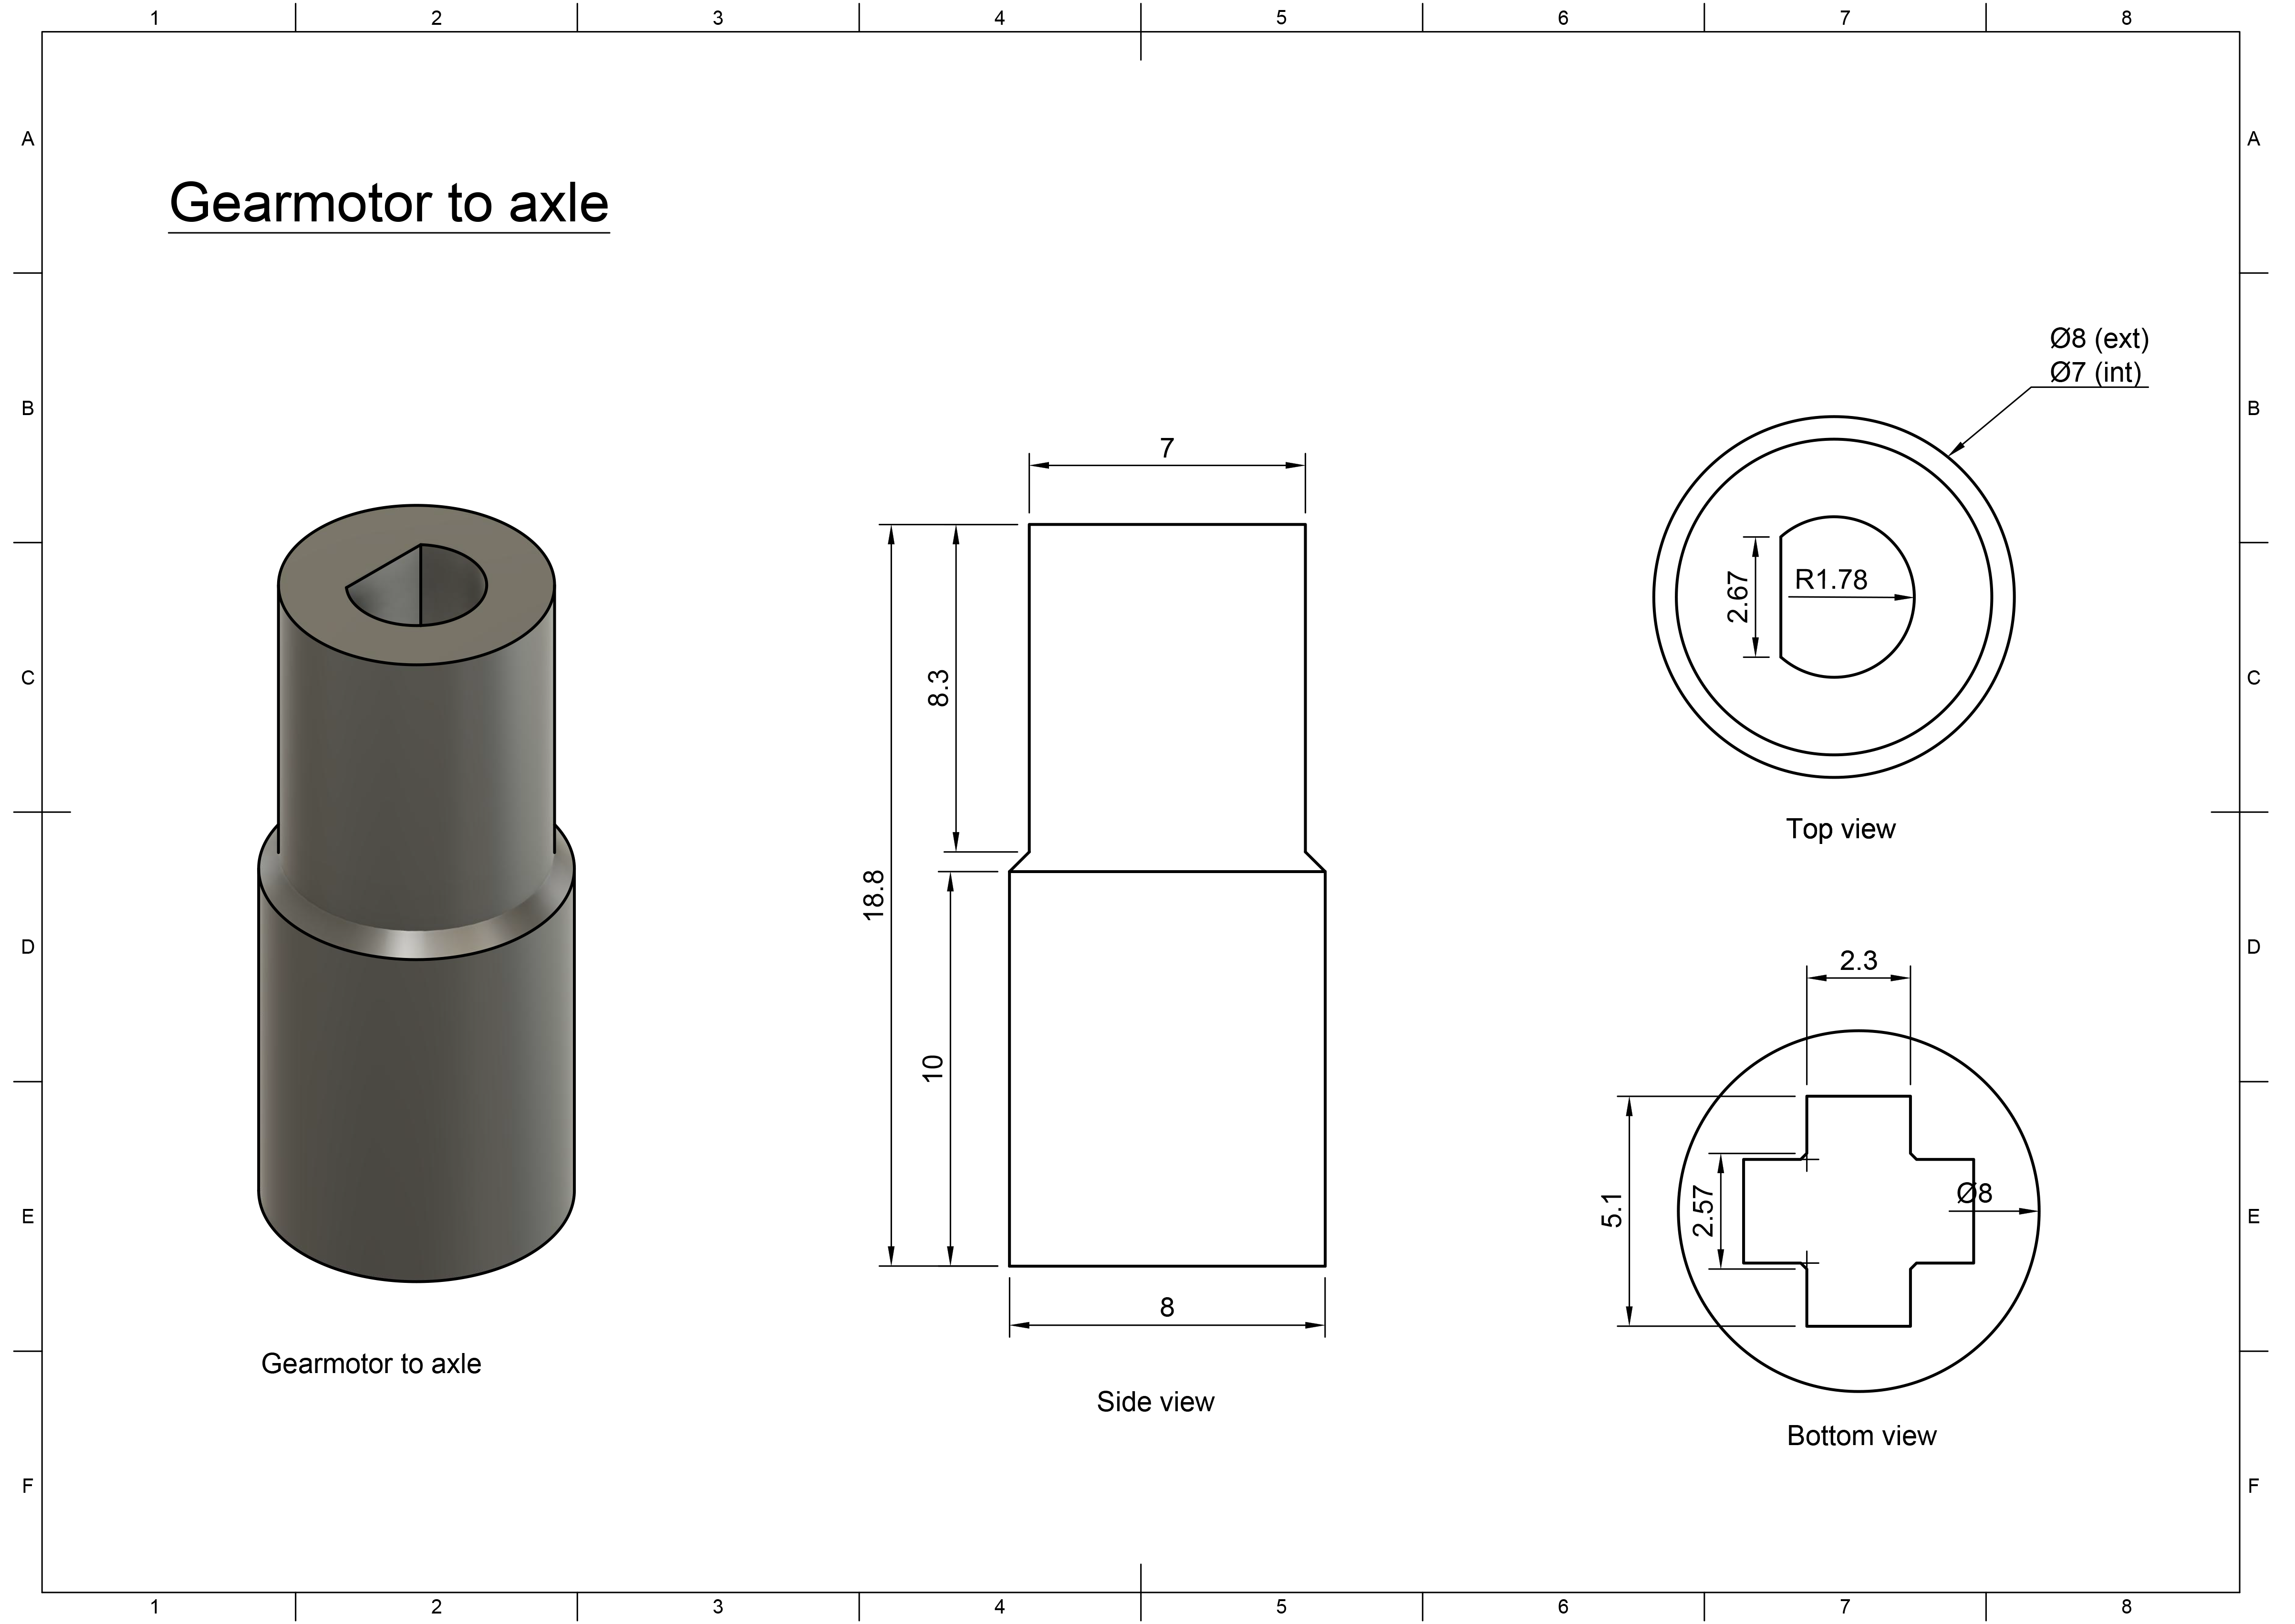 1 2 3 4 5 6 7 8
A A
Gearmotor to axle
Ø8 (ext)
Ø7 (int)
B B
7
2.67
R1.78
8.3
C C
Top view
18.8
D D
2.3
10
5.1
2.57
Ø8
E E
8
Gearmotor to axle
Side view
Bottom view
F F
1 2 3 4 5 6 7 8